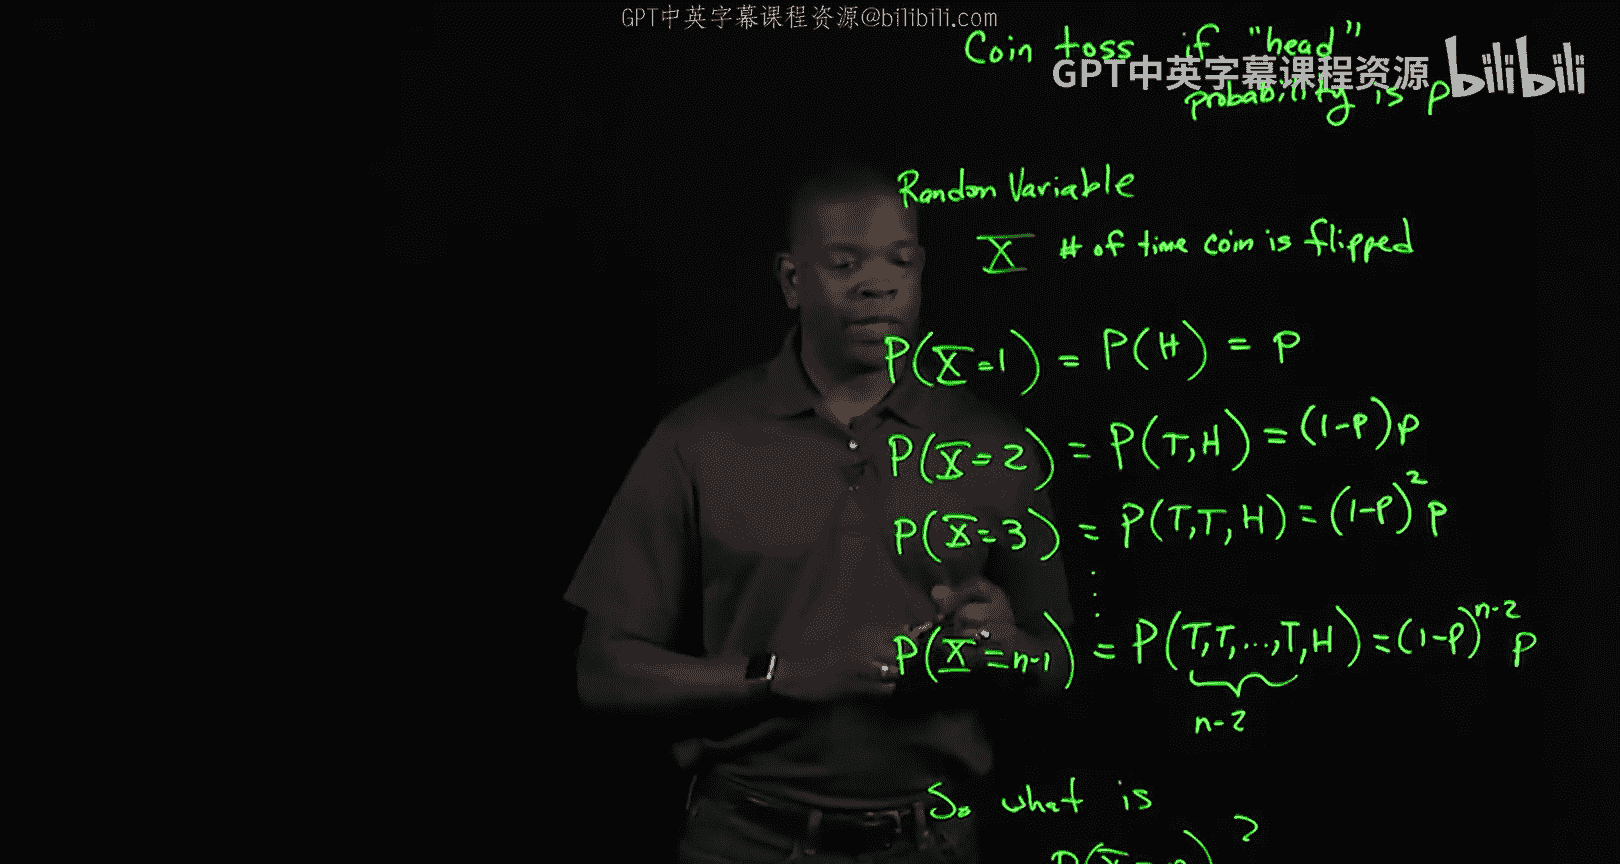 GPT中英字幕课程资源@bilibili.com
Coin toss if "head"
GPT中英字幕课程资源 bilibili
probability is p
Random Variable
X # of time coin is flipped
P(X=1) = P(H) = p
P(X=2) = P(T,H) = (1-p)p
P(X=3) = P(T,T,H) = (1-p)²p
⋮
P(X=n-1) = P(T,T,...,T,H) = (1-p)ⁿ⁻²p
n-2
So what is
?